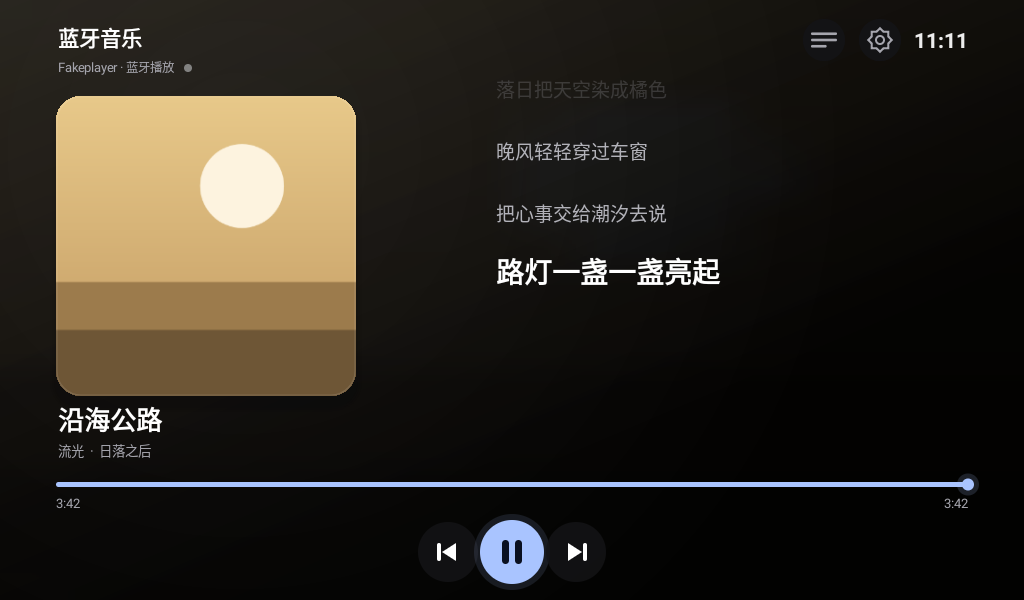 蓝牙音乐
Fakeplayer · 蓝牙播放
11:11
落日把天空染成橘色
晚风轻轻穿过车窗
把心事交给潮汐去说
路灯一盏一盏亮起
沿海公路
流光 · 日落之后
3:42
3:42